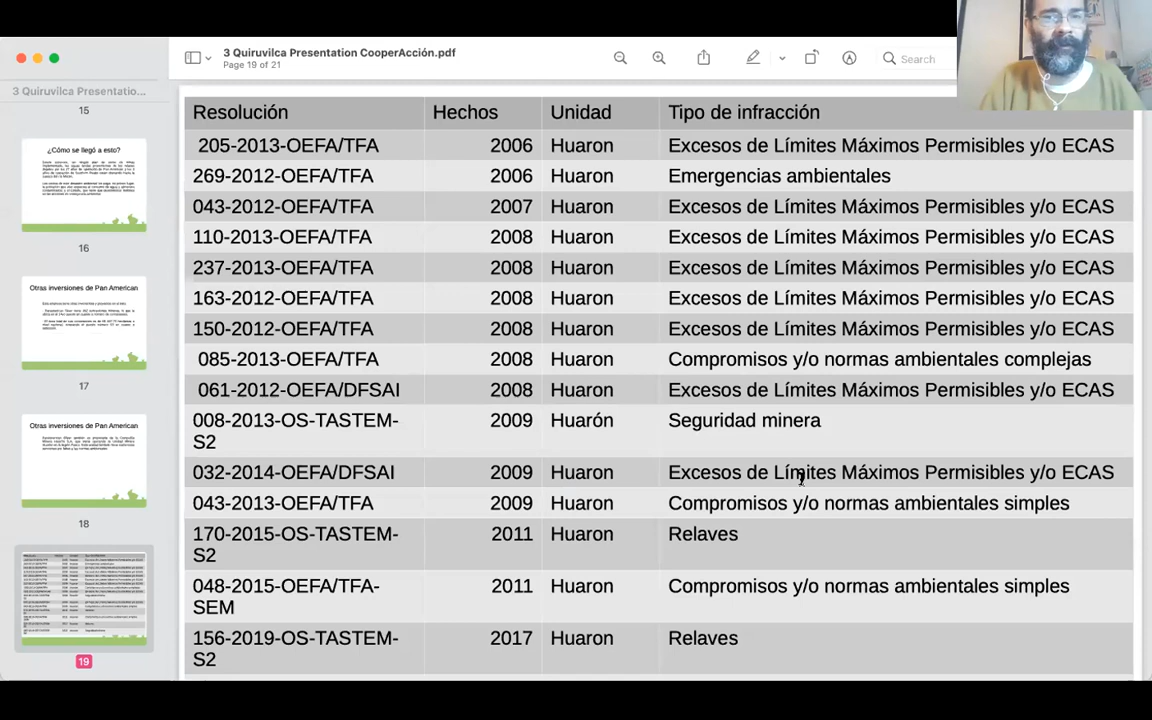 3 Quiruvilca Presentation CooperAcción.pdf
Page 19 of 21
Search
3 Quiruvilca Presentatio...
15
¿Cómo se llegó a esto?
16
Otras inversiones de Pan American
17
Otras inversiones de Pan American
18
19
Resolución Hechos Unidad Tipo de infracción
205-2013-OEFA/TFA 2006 Huaron Excesos de Límites Máximos Permisibles y/o ECAS
269-2012-OEFA/TFA 2006 Huaron Emergencias ambientales
043-2012-OEFA/TFA 2007 Huaron Excesos de Límites Máximos Permisibles y/o ECAS
110-2013-OEFA/TFA 2008 Huaron Excesos de Límites Máximos Permisibles y/o ECAS
237-2013-OEFA/TFA 2008 Huaron Excesos de Límites Máximos Permisibles y/o ECAS
163-2012-OEFA/TFA 2008 Huaron Excesos de Límites Máximos Permisibles y/o ECAS
150-2012-OEFA/TFA 2008 Huaron Excesos de Límites Máximos Permisibles y/o ECAS
085-2013-OEFA/TFA 2008 Huaron Compromisos y/o normas ambientales complejas
061-2012-OEFA/DFSAI 2008 Huaron Excesos de Límites Máximos Permisibles y/o ECAS
008-2013-OS-TASTEM- 2009 Huarón Seguridad minera
S2
032-2014-OEFA/DFSAI 2009 Huaron Excesos de Límites Máximos Permisibles y/o ECAS
043-2013-OEFA/TFA 2009 Huaron Compromisos y/o normas ambientales simples
170-2015-OS-TASTEM- 2011 Huaron Relaves
S2
048-2015-OEFA/TFA- 2011 Huaron Compromisos y/o normas ambientales simples
SEM
156-2019-OS-TASTEM- 2017 Huaron Relaves
S2